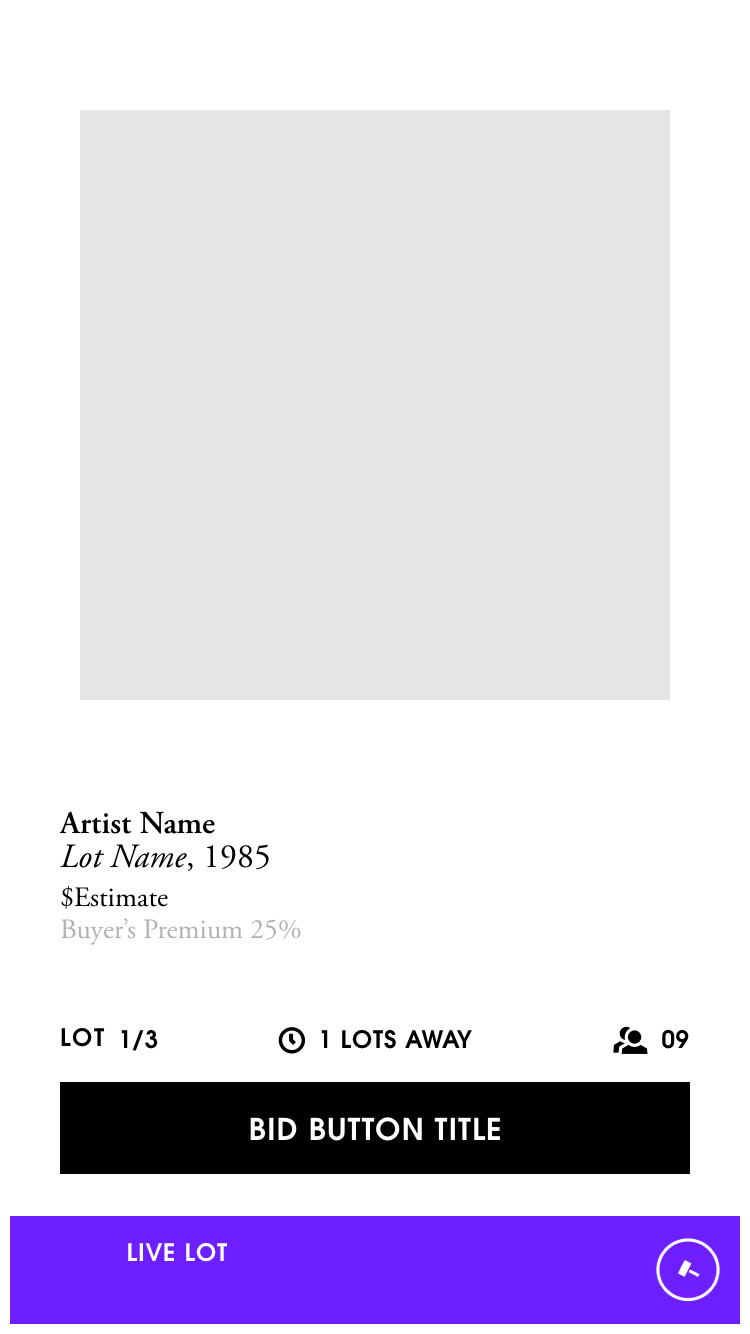 Artist Name
Lot Name, 1985
$Estimate
Buyer’s Premium 25%
LOT 1/3
1 LOTS AWAY
09
BID BUTTON TITLE
LIVE LOT